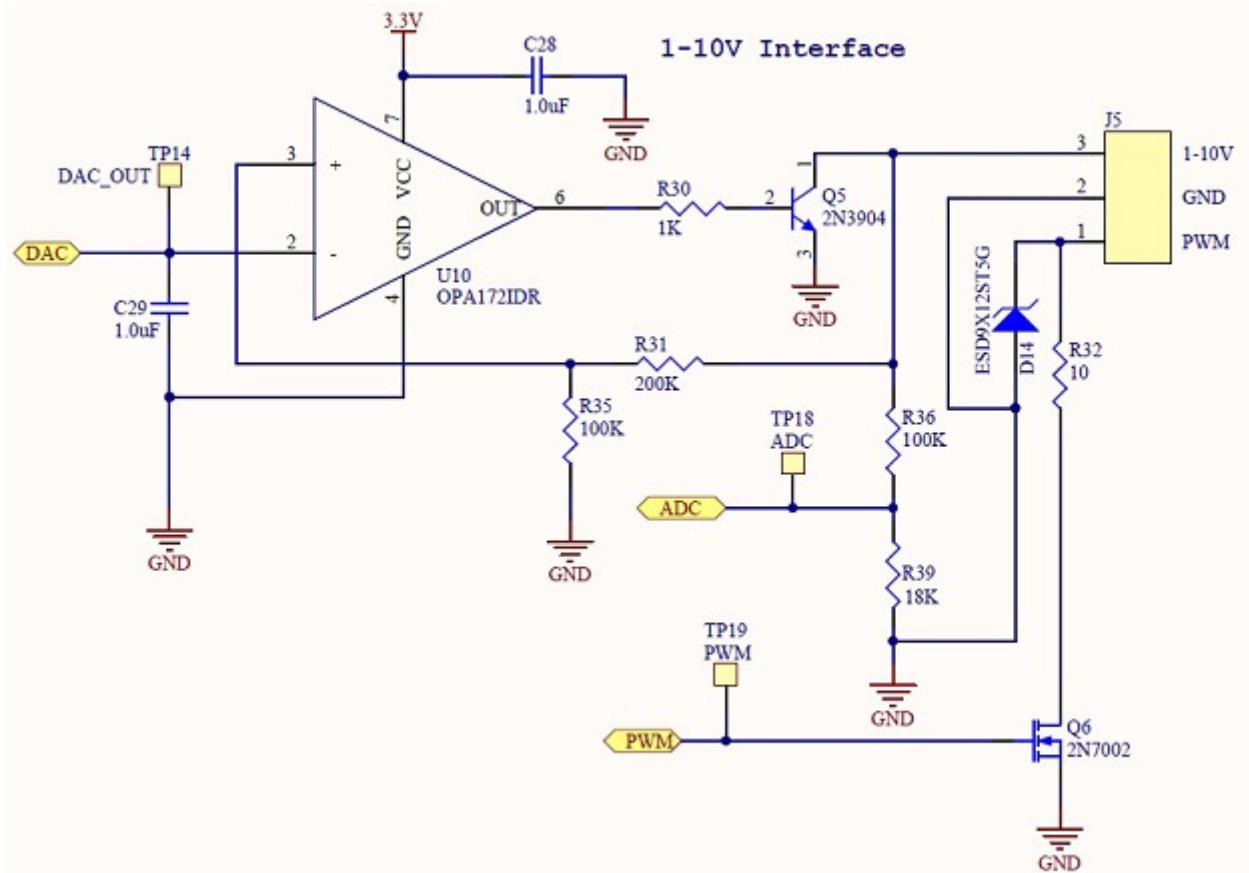 3.3V
C28
1.0uF
GND
1-10V Interface
J5
3
1-10V
2
GND
1
PWM
TP14
DAC_OUT
DAC
3
+
2
-
7
VCC
GND
4
OUT
6
U10
OPA172IDR
R30
1K
1
2
3
Q5
2N3904
GND
C29
1.0uF
GND
R31
200K
R35
100K
GND
R36
100K
TP18
ADC
ADC
R39
18K
GND
ESD9X12ST5G
D14
R32
10
TP19
PWM
PWM
Q6
2N7002
GND